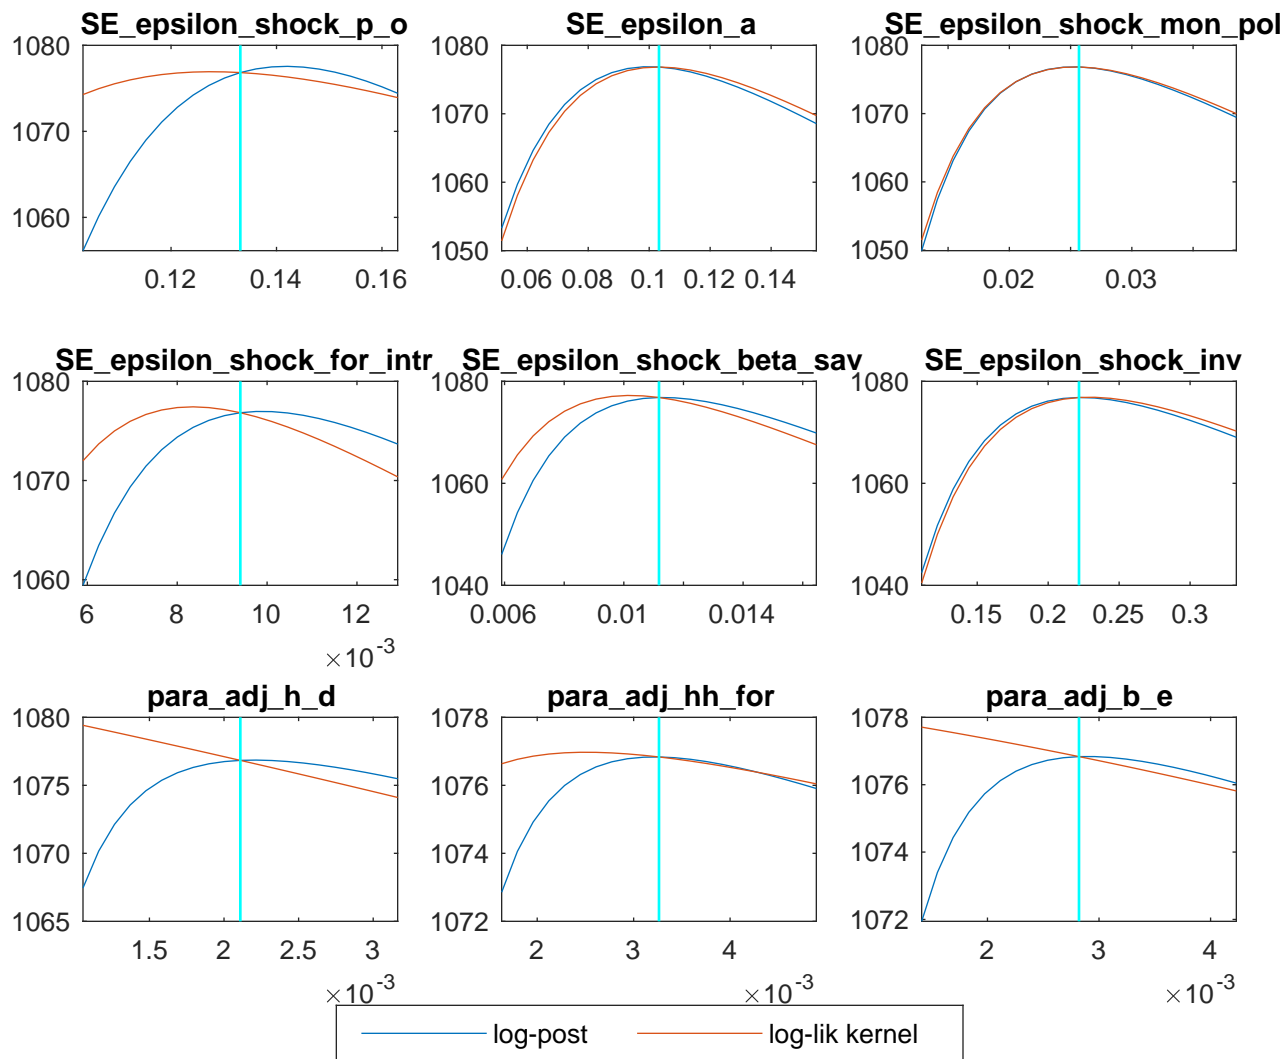 SE_epsilon_shock_p_o
1080
1070
1060
0.12 0.14 0.16
SE_epsilon_a
1080
1070
1060
1050
0.06 0.08 0.1 0.12 0.14
SE_epsilon_shock_mon_pol
1080
1070
1060
1050
0.02 0.03
SE_epsilon_shock_for_intr
1080
1070
1060
6 8 10 12
×10-3
SE_epsilon_shock_beta_sav
1080
1060
1040
0.006 0.01 0.014
SE_epsilon_shock_inv
1080
1060
1040
0.15 0.2 0.25 0.3
para_adj_h_d
1080
1075
1070
1065
1.5 2 2.5 3
×10-3
para_adj_hh_for
1078
1076
1074
1072
2 3 4
×10-3
para_adj_b_e
1078
1076
1074
1072
2 3 4
×10-3
log-post log-lik kernel